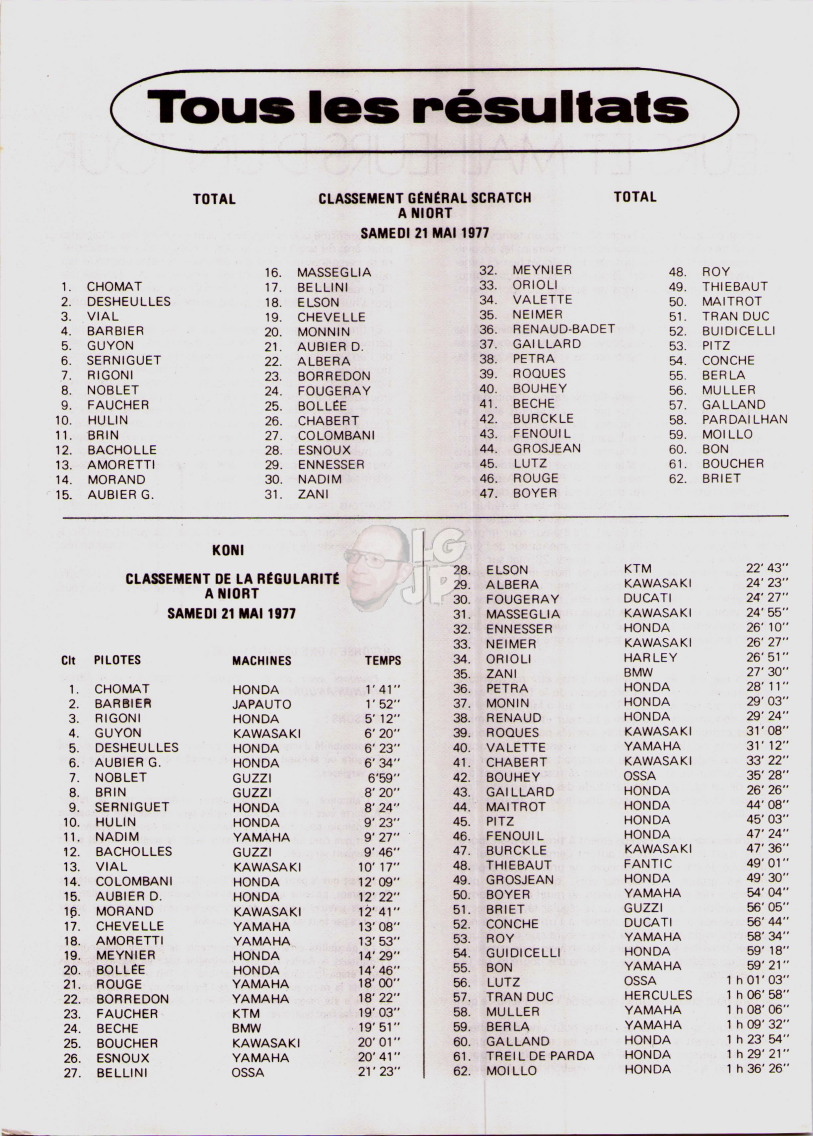 Tous les résultats
TOTAL
CLASSEMENT GÉNÉRAL SCRATCH
A NIORT
SAMEDI 21 MAI 1977
TOTAL
1. CHOMAT
2. DESHEULLES
3. VIAL
4. BARBIER
5. GUYON
6. SERNIGUET
7. RIGONI
8. NOBLET
9. FAUCHER
10. HULIN
11. BRIN
12. BACHOLLE
13. AMORETTI
14. MORAND
15. AUBIER G.
16. MASSEGLIA
17. BELLINI
18. ELSON
19. CHEVELLE
20. MONNIN
21. AUBIER D.
22. ALBERA
23. BORREDON
24. FOUGERAY
25. BOLLÉE
26. CHABERT
27. COLOMBANI
28. ESNOUX
29. ENNESSER
30. NADIM
31. ZANI
32. MEYNIER
33. ORIOLI
34. VALETTE
35. NEIMER
36. RENAUD-BADET
37. GAILLARD
38. PETRA
39. ROQUES
40. BOUHEY
41. BECHE
42. BURCKLE
43. FENOUIL
44. GROSJEAN
45. LUTZ
46. ROUGE
47. BOYER
48. ROY
49. THIEBAUT
50. MAITROT
51. TRAN DUC
52. BUIDICELLI
53. PITZ
54. CONCHE
55. BERLA
56. MULLER
57. GALLAND
58. PARDAILHAN
59. MOILLO
60. BON
61. BOUCHER
62. BRIET
KONI
CLASSEMENT DE LA RÉGULARITÉ
A NIORT
SAMEDI 21 MAI 1977
Clt PILOTES MACHINES TEMPS
1. CHOMAT HONDA 1' 41"
2. BARBIER JAPAUTO 1' 52"
3. RIGONI HONDA 5' 12"
4. GUYON KAWASAKI 6' 20"
5. DESHEULLES HONDA 6' 23"
6. AUBIER G. HONDA 6' 34"
7. NOBLET GUZZI 6'59"
8. BRIN GUZZI 8' 20"
9. SERNIGUET HONDA 8' 24"
10. HULIN HONDA 9' 23"
11. NADIM YAMAHA 9' 27"
12. BACHOLLES GUZZI 9' 46"
13. VIAL KAWASAKI 10' 17"
14. COLOMBANI HONDA 12' 09"
15. AUBIER D. HONDA 12' 22"
16. MORAND KAWASAKI 12' 41"
17. CHEVELLE YAMAHA 13' 08"
18. AMORETTI YAMAHA 13' 53"
19. MEYNIER HONDA 14' 29"
20. BOLLÉE HONDA 14' 46"
21. ROUGE YAMAHA 18' 00"
22. BORREDON YAMAHA 18' 22"
23. FAUCHER KTM 19' 03"
24. BECHE BMW 19' 51"
25. BOUCHER KAWASAKI 20' 01"
26. ESNOUX YAMAHA 20' 41"
27. BELLINI OSSA 21' 23"
28. ELSON KTM 22' 43"
29. ALBERA KAWASAKI 24' 23"
30. FOUGERAY DUCATI 24' 27"
31. MASSEGLIA KAWASAKI 24' 55"
32. ENNESSER HONDA 26' 10"
33. NEIMER KAWASAKI 26' 27"
34. ORIOLI HARLEY 26' 51"
35. ZANI BMW 27' 30"
36. PETRA HONDA 28' 11"
37. MONIN HONDA 29' 03"
38. RENAUD HONDA 29' 24"
39. ROQUES KAWASAKI 31' 08"
40. VALETTE YAMAHA 31' 12"
41. CHABERT KAWASAKI 33' 22"
42. BOUHEY OSSA 35' 28"
43. GAILLARD HONDA 26' 26"
44. MAITROT HONDA 44' 08"
45. PITZ HONDA 45' 03"
46. FENOUIL HONDA 47' 24"
47. BURCKLE KAWASAKI 47' 36"
48. THIEBAUT FANTIC 49' 01"
49. GROSJEAN HONDA 49' 30"
50. BOYER YAMAHA 54' 04"
51. BRIET GUZZI 56' 05"
52. CONCHE DUCATI 56' 44"
53. ROY YAMAHA 58' 34"
54. GUIDICELLI HONDA 59' 18"
55. BON YAMAHA 59' 21"
56. LUTZ OSSA 1 h 01' 03"
57. TRAN DUC HERCULES 1 h 06' 58"
58. MULLER YAMAHA 1 h 08' 06"
59. BERLA YAMAHA 1 h 09' 32"
60. GALLAND HONDA 1 h 23' 54"
61. TREIL DE PARDA HONDA 1 h 29' 21"
62. MOILLO HONDA 1 h 36' 26"
LG
JP